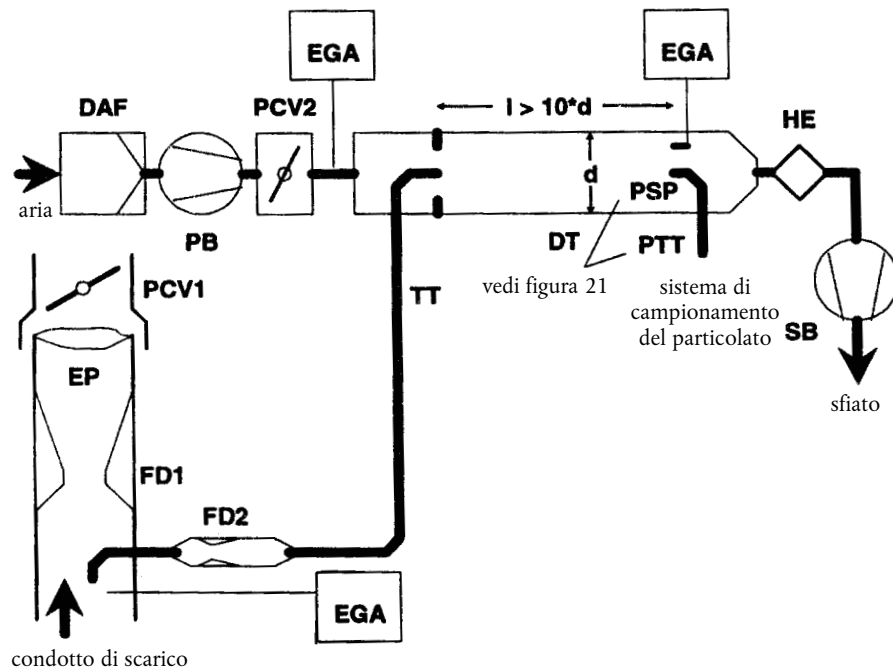 EGA
EGA
DAF
PCV2
l > 10*d
HE
aria
d
PB
PSP
DT
PTT
PCV1
TT
vedi figura 21
sistema di
campionamento
del particolato
SB
EP
sfiato
FD1
FD2
EGA
condotto di scarico